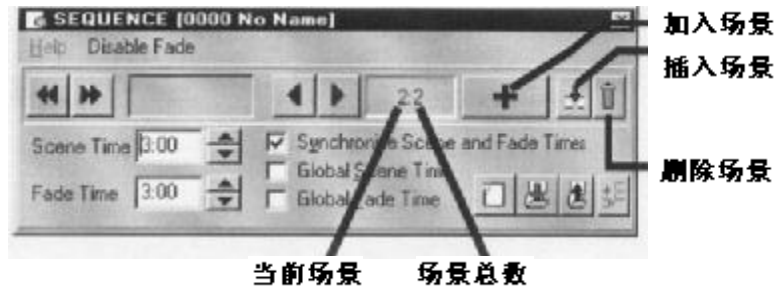 SEQUENCE [0000 No Name]
加入场景
Help Disable Fade
插入场景
2:2
Scene Time 3:00 Synchronise Scene and Fade Times
删除场景
Global Scene Time
Fade Time 3:00 Global Fade Time
当前场景 场景总数